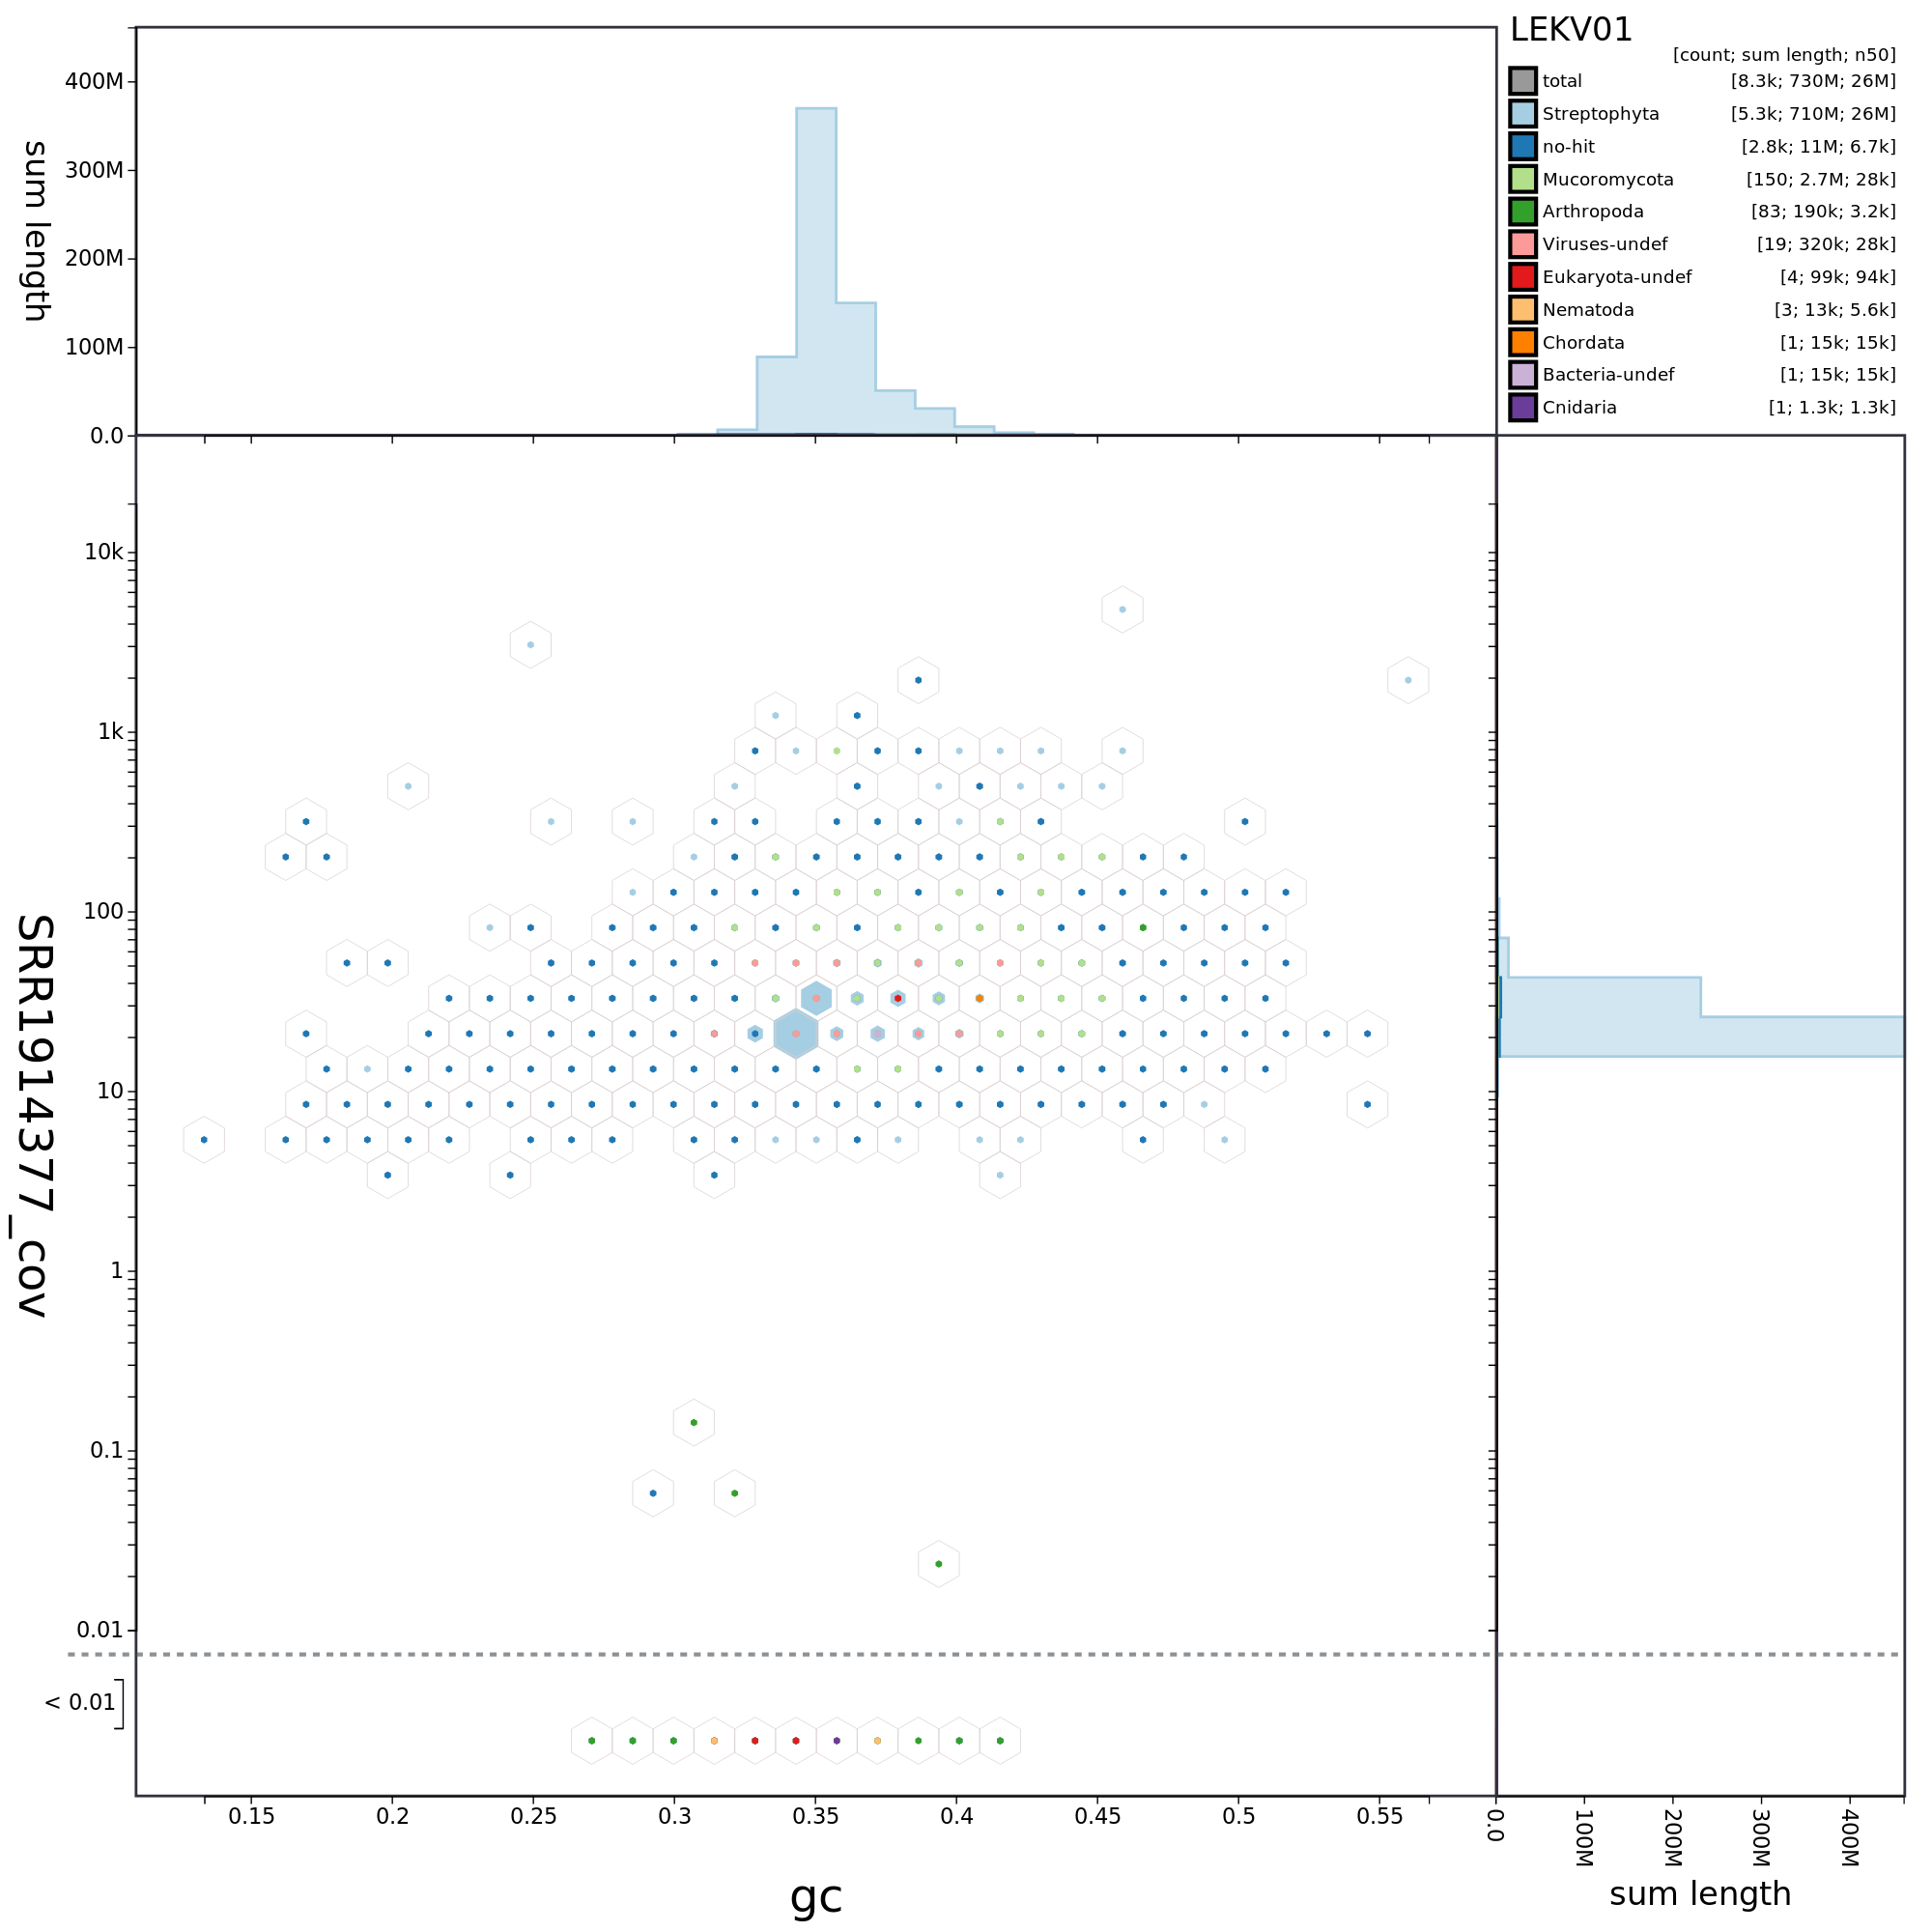 LEKV01
[count; sum length; n50]
total [8.3k; 730M; 26M]
Streptophyta [5.3k; 710M; 26M]
no-hit [2.8k; 11M; 6.7k]
Mucoromycota [150; 2.7M; 28k]
Arthropoda [83; 190k; 3.2k]
Viruses-undef [19; 320k; 28k]
Eukaryota-undef [4; 99k; 94k]
Nematoda [3; 13k; 5.6k]
Chordata [1; 15k; 15k]
Bacteria-undef [1; 15k; 15k]
Cnidaria [1; 1.3k; 1.3k]
sum length
400M
300M
200M
100M
0.0
SRR1914377_cov
10k
1k
100
10
1
0.1
0.01
< 0.01
0.15 0.2 0.25 0.3 0.35 0.4 0.45 0.5 0.55
gc
0.0 100M 200M 300M 400M
sum length